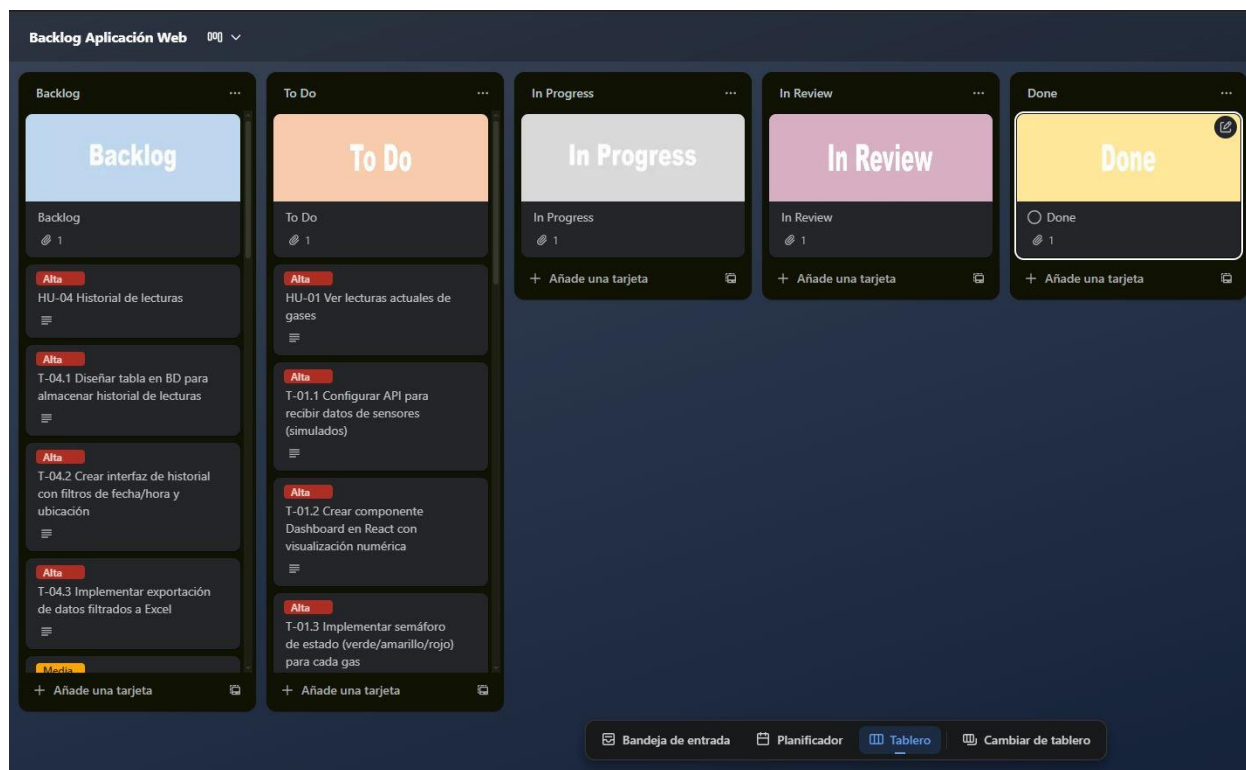 Backlog Aplicación Web
Backlog
Backlog
Backlog
1
Alta
HU-04 Historial de lecturas
Alta
T-04.1 Diseñar tabla en BD para
almacenar historial de lecturas
Alta
T-04.2 Crear interfaz de historial
con filtros de fecha/hora y
ubicación
Alta
T-04.3 Implementar exportación
de datos filtrados a Excel
Media
+ Añade una tarjeta
To Do
To Do
To Do
1
Alta
HU-01 Ver lecturas actuales de
gases
Alta
T-01.1 Configurar API para
recibir datos de sensores
(simulados)
Alta
T-01.2 Crear componente
Dashboard en React con
visualización numérica
Alta
T-01.3 Implementar semáforo
de estado (verde/amarillo/rojo)
para cada gas
+ Añade una tarjeta
In Progress
In Progress
In Progress
1
+ Añade una tarjeta
In Review
In Review
In Review
1
+ Añade una tarjeta
Done
Done
Done
1
+ Añade una tarjeta
Bandeja de entrada
Planificador
Tablero
Cambiar de tablero